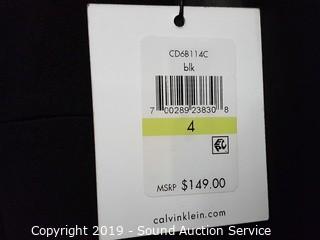 CD6B114C
blk
7 00289 23830 8
4
MSRP $149.00
calvinklein.com
Copyright 2019 - Sound Auction Service